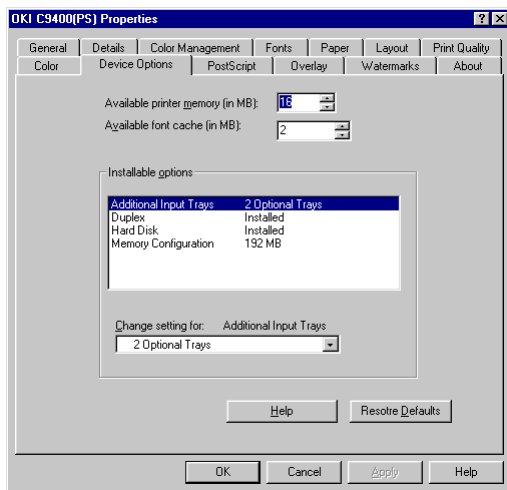 OKI C9400(PS) Properties
General Details Color Management Fonts Paper Layout Print Quality
Color Device Options PostScript Overlay Watermarks About
Available printer memory (in MB): 16
Available font cache (in MB): 2
Installable options
Additional Input Trays 2 Optional Trays
Duplex Installed
Hard Disk Installed
Memory Configuration 192 MB
Change setting for: Additional Input Trays
2 Optional Trays
Help Resotre Defaults
OK Cancel Apply Help